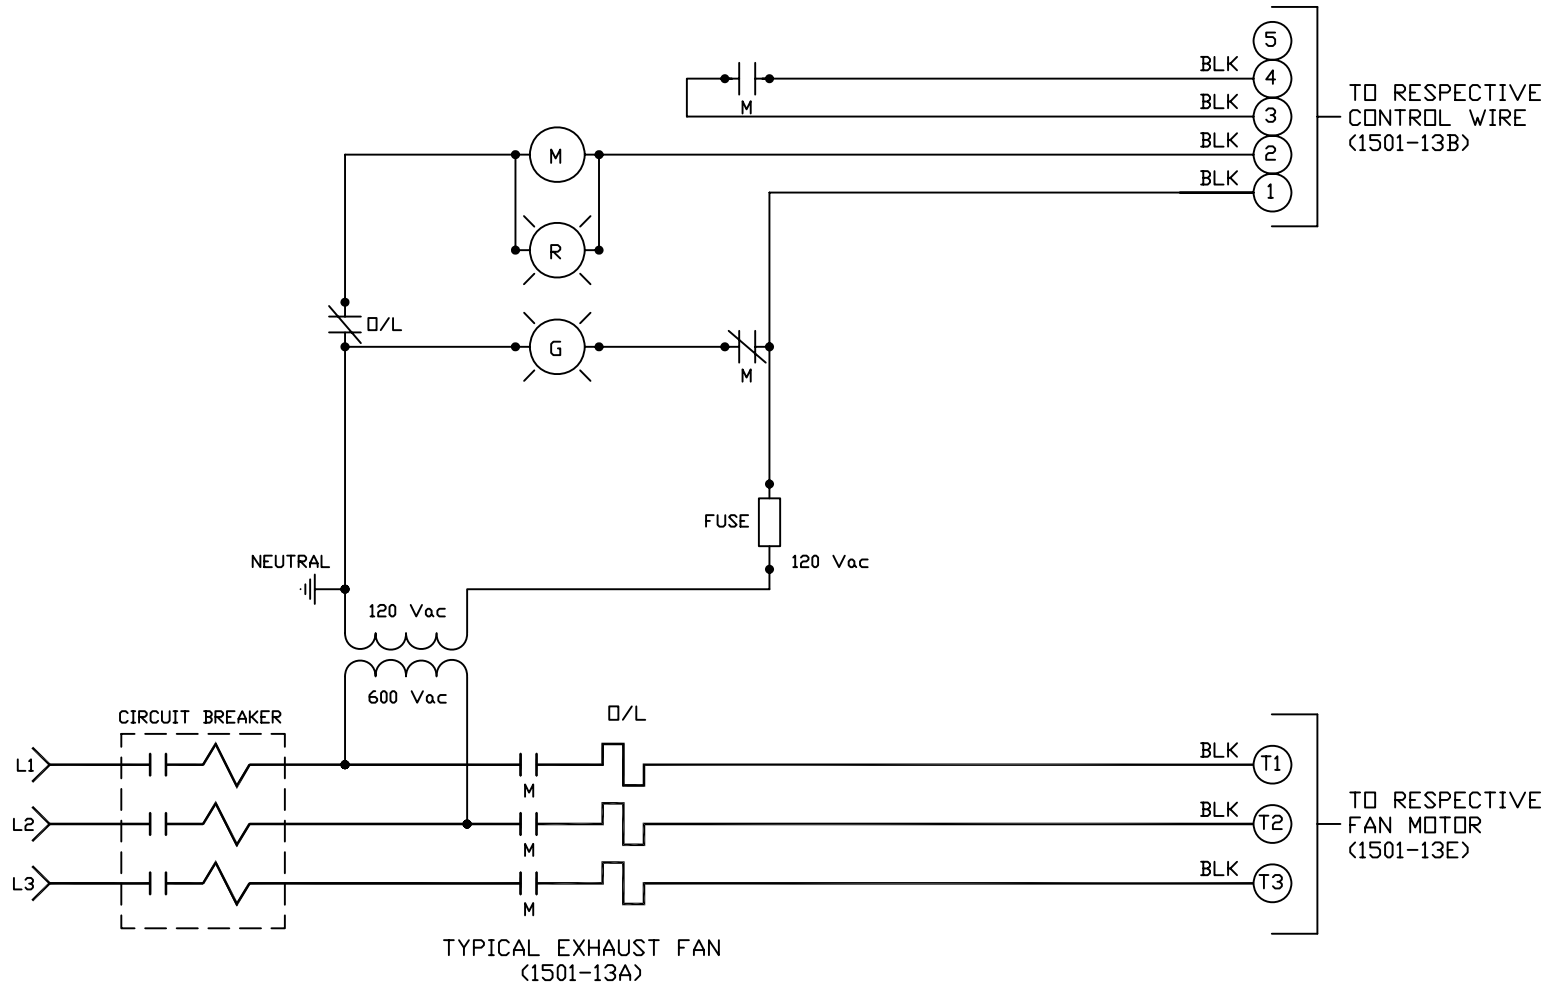 5
BLK
4
TO RESPECTIVE
CONTROL WIRE
(1501-13B)
M
BLK
3
M
BLK
2
BLK
1
R
O/L
G
M
FUSE
NEUTRAL
120 Vac
120 Vac
600 Vac
CIRCUIT BREAKER
O/L
L1
M
BLK
T1
L2
M
BLK
T2
TO RESPECTIVE
FAN MOTOR
(1501-13E)
L3
M
BLK
T3
TYPICAL EXHAUST FAN
(1501-13A)